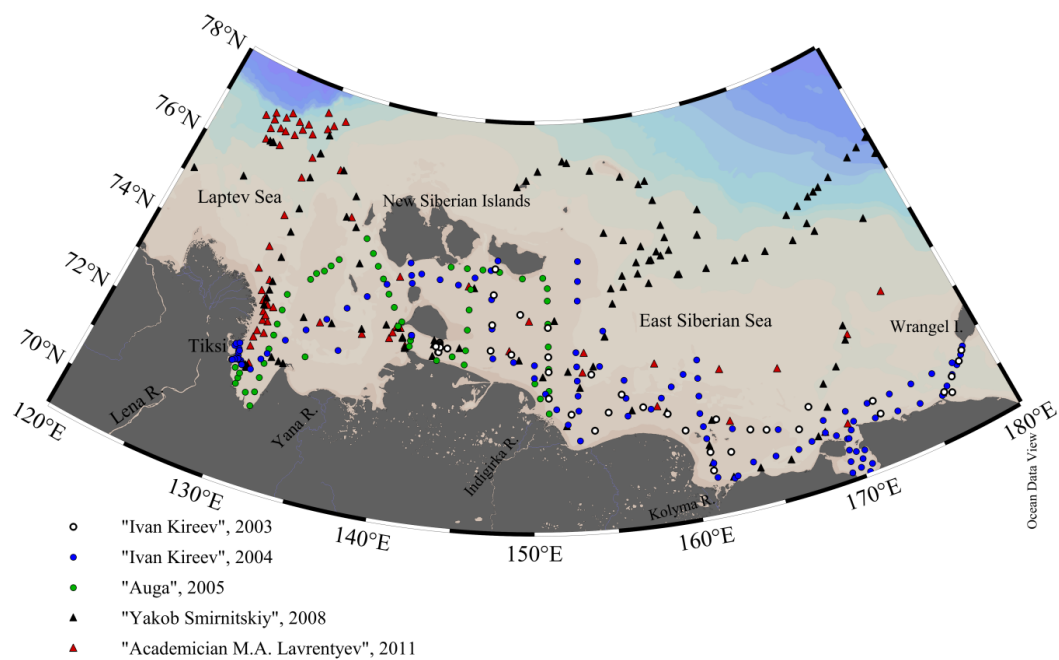 78°N
76°N
74°N
72°N
70°N
120°E
130°E
140°E
150°E
160°E
170°E
180°E
Laptev Sea
New Siberian Islands
East Siberian Sea
Wrangel I.
Tiksi
Lena R.
Yana R.
Indigirka R.
Kolyma R.
Ocean Data View
"Ivan Kireev", 2003
"Ivan Kireev", 2004
"Auga", 2005
"Yakob Smirnitskiy", 2008
"Academician M.A. Lavrentyev", 2011